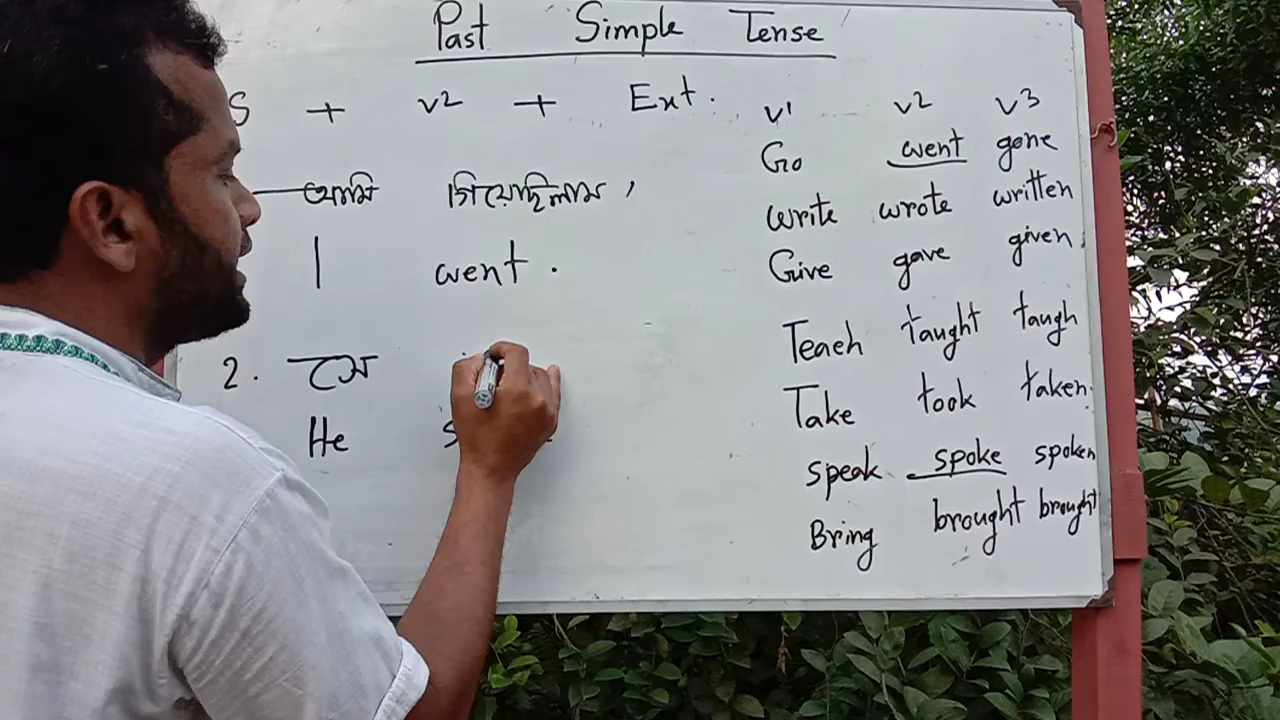 Past Simple Tense
S + v2 + Ext.
আমি গিয়েছিলাম,
I went.
2. সে
He
v1 v2 v3
Go went gone
write wrote written
Give gave given
Teach taught taugh
Take took taken
speak spoke spoken
Bring brought brought